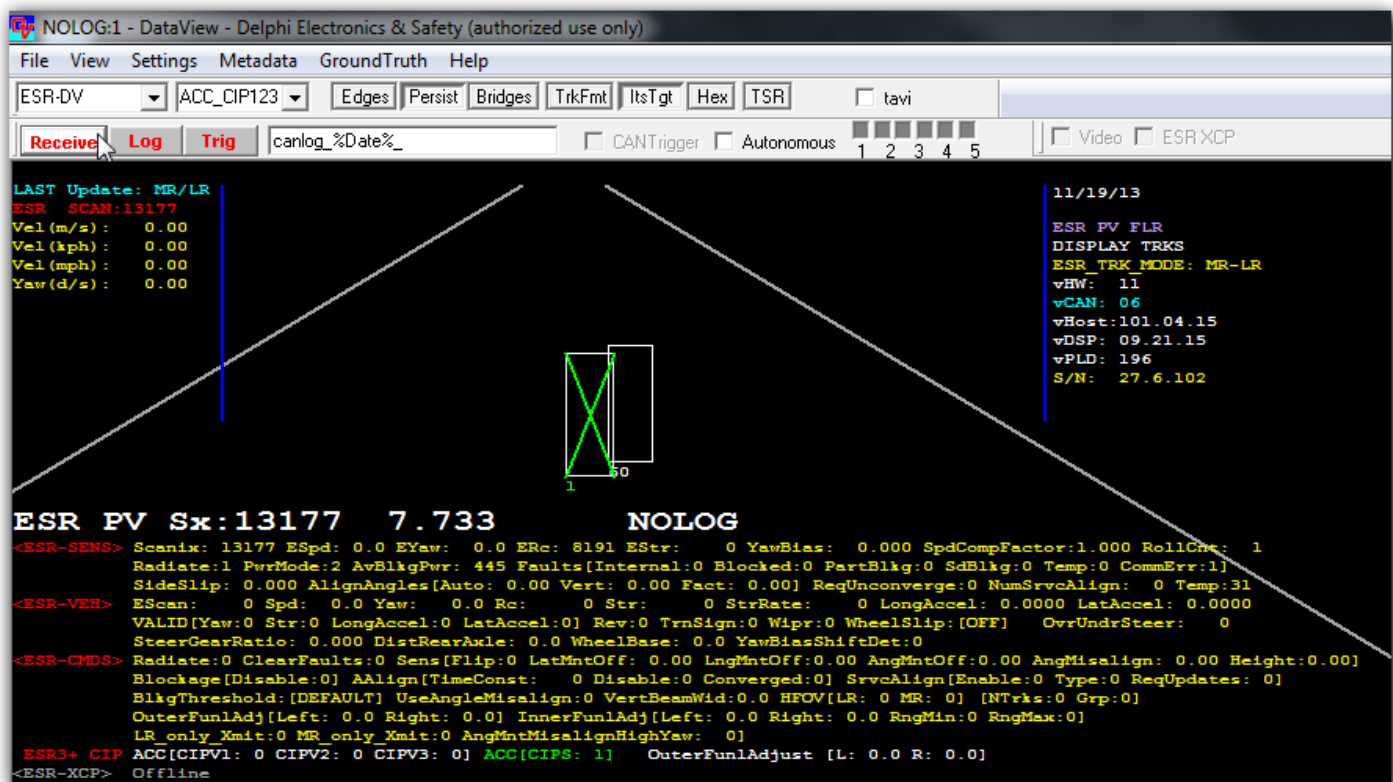 NOLOG:1 - DataView - Delphi Electronics & Safety (authorized use only)
File View Settings Metadata GroundTruth Help
ESR-DV ACC_CIP123 Edges Persist Bridges TrkFmt ItsTgt Hex TSR tavi
Receive Log Trig canlog_%Date%_ CANTrigger Autonomous 1 2 3 4 5 Video ESR XCP
LAST Update: MR/LR
ESR SCAN:13177
Vel(m/s): 0.00
Vel(kph): 0.00
Vel(mph): 0.00
Yaw(d/s): 0.00
11/19/13
ESR PV FLR
DISPLAY TRKS
ESR_TRK_MODE: MR-LR
vHW: 11
vCAN: 06
vHost:101.04.15
vDSP: 09.21.15
vPLD: 196
S/N: 27.6.102
60
1
ESR PV Sx:13177 7.733 NOLOG
<ESR-SENS> Scanix: 13177 ESpd: 0.0 EYaw: 0.0 ERc: 8191 EStr: 0 YawBias: 0.000 SpdCompFactor:1.000 RollCnt: 1
Radiate:1 PwrMode:2 AvBlkgPwr: 445 Faults[Internal:0 Blocked:0 PartBlkg:0 SdBlkg:0 Temp:0 CommErr:1]
SideSlip: 0.000 AlignAngles[Auto: 0.00 Vert: 0.00 Fact: 0.00] ReqUnconverge:0 NumSrvcAlign: 0 Temp:31
<ESR-VEH> EScan: 0 Spd: 0.0 Yaw: 0.0 Rc: 0 Str: 0 StrRate: 0 LongAccel: 0.0000 LatAccel: 0.0000
VALID[Yaw:0 Str:0 LongAccel:0 LatAccel:0] Rev:0 TrnSign:0 Wipr:0 WheelSlip:[OFF] OvrUndrSteer: 0
SteerGearRatio: 0.000 DistRearAxle: 0.0 WheelBase: 0.0 YawBiasShiftDet:0
<ESR-CMDS> Radiate:0 ClearFaults:0 Sens[Flip:0 LatMntOff: 0.00 LngMntOff:0.00 AngMntOff:0.00 AngMisalign: 0.00 Height:0.00]
Blockage[Disable:0] AAlign[TimeConst: 0 Disable:0 Converged:0] SrvcAlign[Enable:0 Type:0 ReqUpdates: 0]
BlkgThreshold:[DEFAULT] UseAngleMisalign:0 VertBeamWid:0.0 HFOV[LR: 0 MR: 0] [NTrks:0 Grp:0]
OuterFunlAdj[Left: 0.0 Right: 0.0] InnerFunlAdj[Left: 0.0 Right: 0.0 RngMin:0 RngMax:0]
LR_only_Xmit:0 MR_only_Xmit:0 AngMntMisalignHighYaw: 0]
ESR3+ CIP ACC[CIPV1: 0 CIPV2: 0 CIPV3: 0] ACC[CIPS: 1] OuterFunlAdjust [L: 0.0 R: 0.0]
<ESR-XCP> Offline